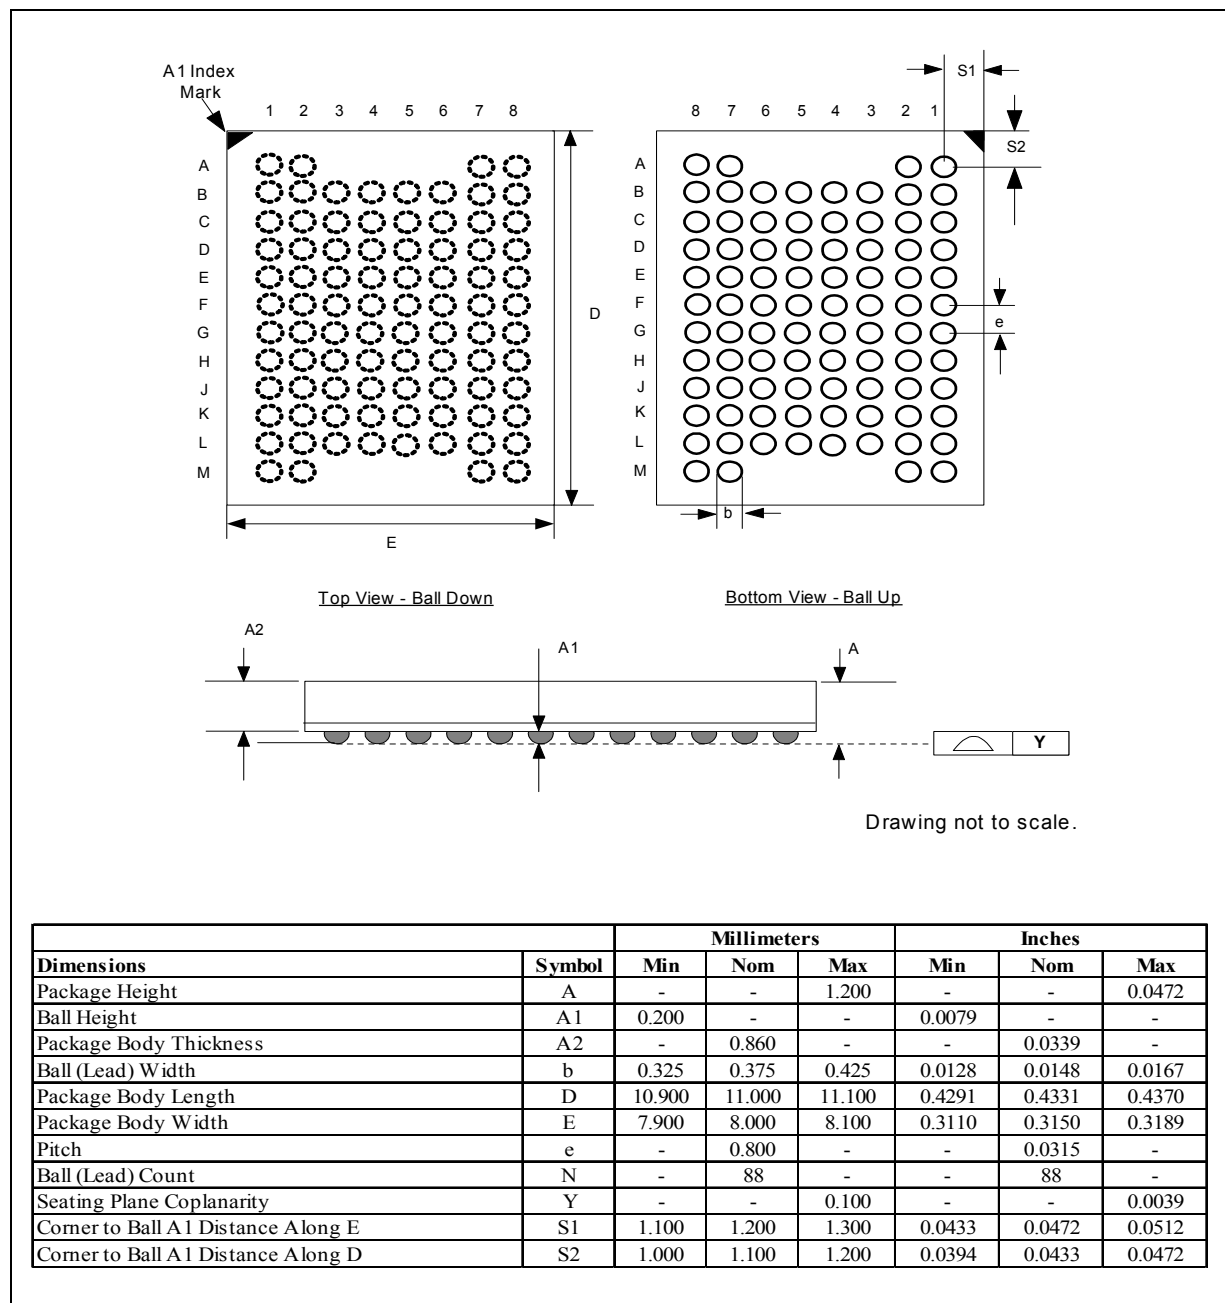 A1 Index
Mark
S1
1 2 3 4 5 6 7 8
8 7 6 5 4 3 2 1
S2
A
B
C
D
E
F
G
H
J
K
L
M
D
E
A
B
C
D
E
F
G
H
J
K
L
M
e
b
Top View - Ball Down
Bottom View - Ball Up
A2
A1
A
Y
Drawing not to scale.
Millimeters Inches
Dimensions Symbol Min Nom Max Min Nom Max
Package Height A - - 1.200 - - 0.0472
Ball Height A1 0.200 - - 0.0079 - -
Package Body Thickness A2 - 0.860 - - 0.0339 -
Ball (Lead) Width b 0.325 0.375 0.425 0.0128 0.0148 0.0167
Package Body Length D 10.900 11.000 11.100 0.4291 0.4331 0.4370
Package Body Width E 7.900 8.000 8.100 0.3110 0.3150 0.3189
Pitch e - 0.800 - - 0.0315 -
Ball (Lead) Count N - 88 - - 88 -
Seating Plane Coplanarity Y - - 0.100 - - 0.0039
Corner to Ball A1 Distance Along E S1 1.100 1.200 1.300 0.0433 0.0472 0.0512
Corner to Ball A1 Distance Along D S2 1.000 1.100 1.200 0.0394 0.0433 0.0472